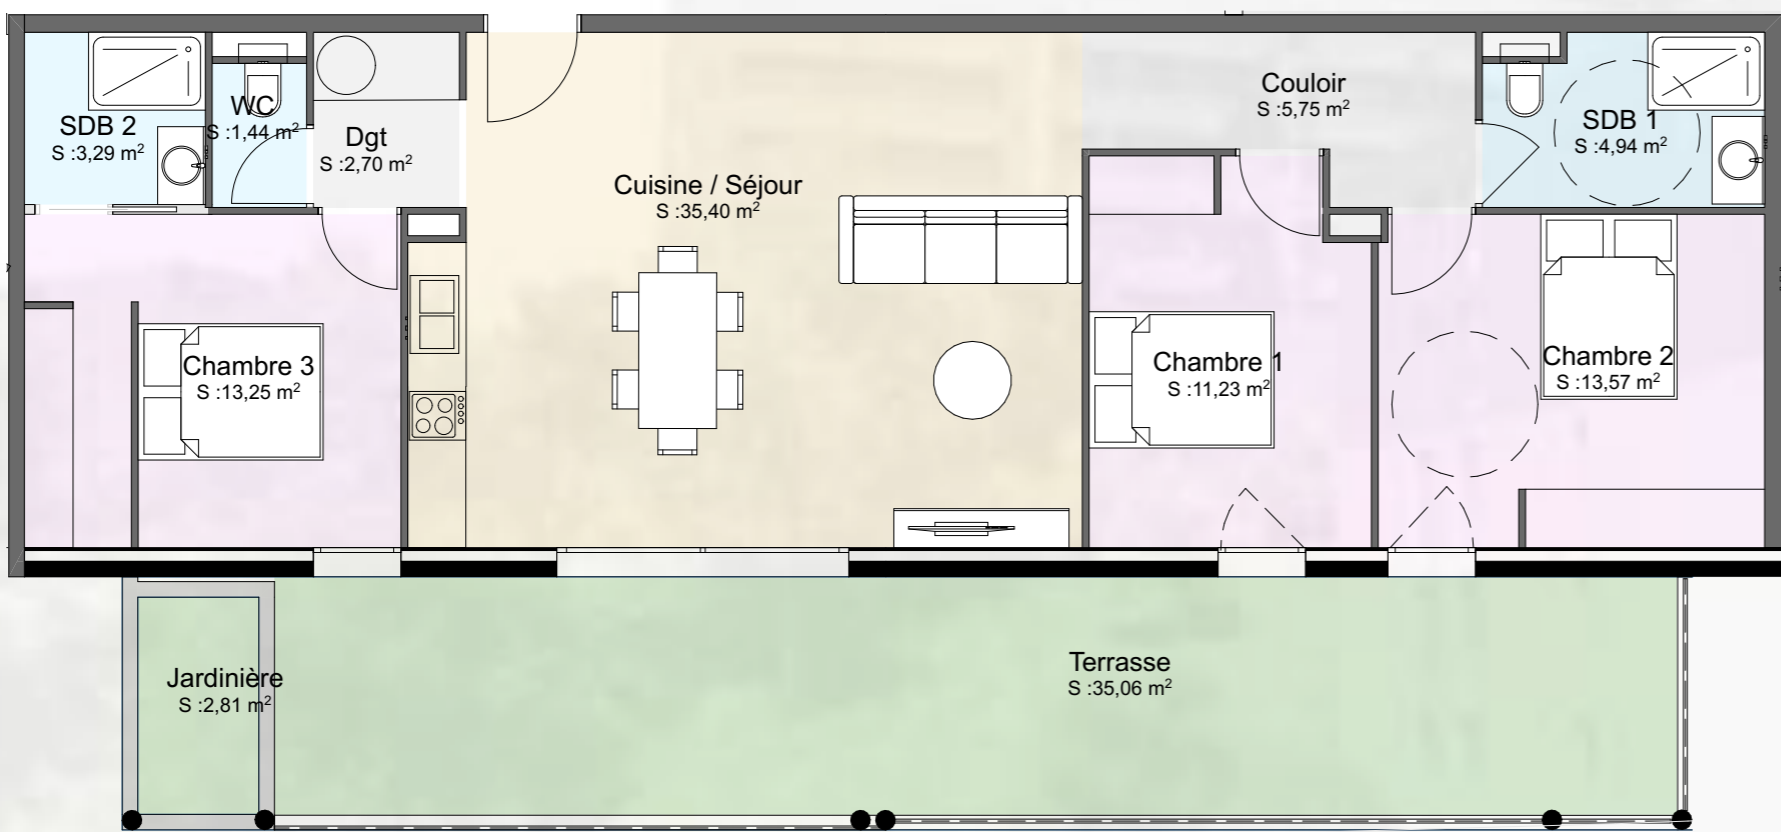 SDB 2
S :3,29 m²
WC
S :1,44 m²
Dgt
S :2,70 m²
Cuisine / Séjour
S :35,40 m²
Couloir
S :5,75 m²
SDB 1
S :4,94 m²
Chambre 3
S :13,25 m²
Chambre 1
S :11,23 m²
Chambre 2
S :13,57 m²
Jardinière
S :2,81 m²
Terrasse
S :35,06 m²